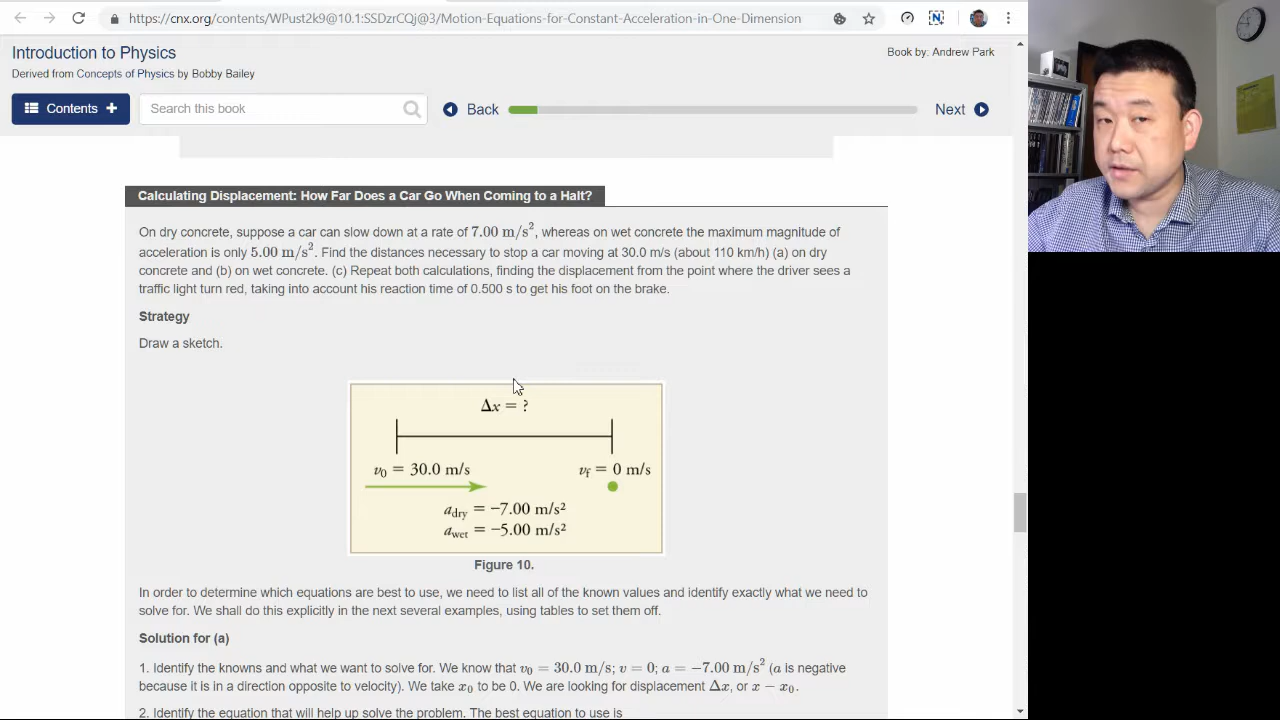 https://cnx.org/contents/WPust2k9@10.1:SSDzrCQj@3/Motion-Equations-for-Constant-Acceleration-in-One-Dimension
Introduction to Physics
Book by: Andrew Park
Derived from Concepts of Physics by Bobby Bailey
Contents +
Search this book
Back
Next
Calculating Displacement: How Far Does a Car Go When Coming to a Halt?
On dry concrete, suppose a car can slow down at a rate of 7.00 m/s², whereas on wet concrete the maximum magnitude of
acceleration is only 5.00 m/s². Find the distances necessary to stop a car moving at 30.0 m/s (about 110 km/h) (a) on dry
concrete and (b) on wet concrete. (c) Repeat both calculations, finding the displacement from the point where the driver sees a
traffic light turn red, taking into account his reaction time of 0.500 s to get his foot on the brake.
Strategy
Draw a sketch.
Δx = ?
v₀ = 30.0 m/s
v_f = 0 m/s
a_dry = −7.00 m/s²
a_wet = −5.00 m/s²
Figure 10.
In order to determine which equations are best to use, we need to list all of the known values and identify exactly what we need to
solve for. We shall do this explicitly in the next several examples, using tables to set them off.
Solution for (a)
1. Identify the knowns and what we want to solve for. We know that v₀ = 30.0 m/s; v = 0; a = −7.00 m/s² (a is negative
because it is in a direction opposite to velocity). We take x₀ to be 0. We are looking for displacement Δx, or x − x₀.
2. Identify the equation that will help up solve the problem. The best equation to use is